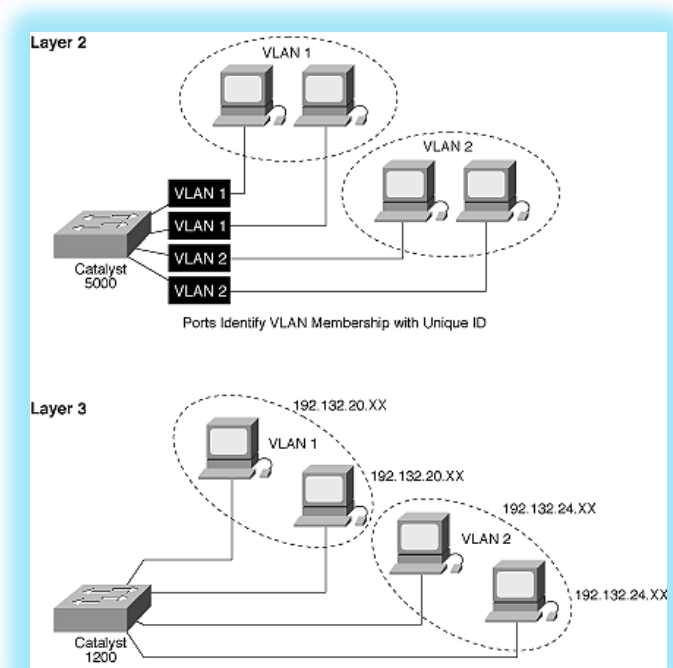 Layer 2
VLAN 1
VLAN 2
VLAN 1
VLAN 1
VLAN 2
VLAN 2
Catalyst
5000
Ports Identify VLAN Membership with Unique ID
Layer 3
192.132.20.XX
VLAN 1
192.132.20.XX
192.132.24.XX
VLAN 2
192.132.24.XX
Catalyst
1200